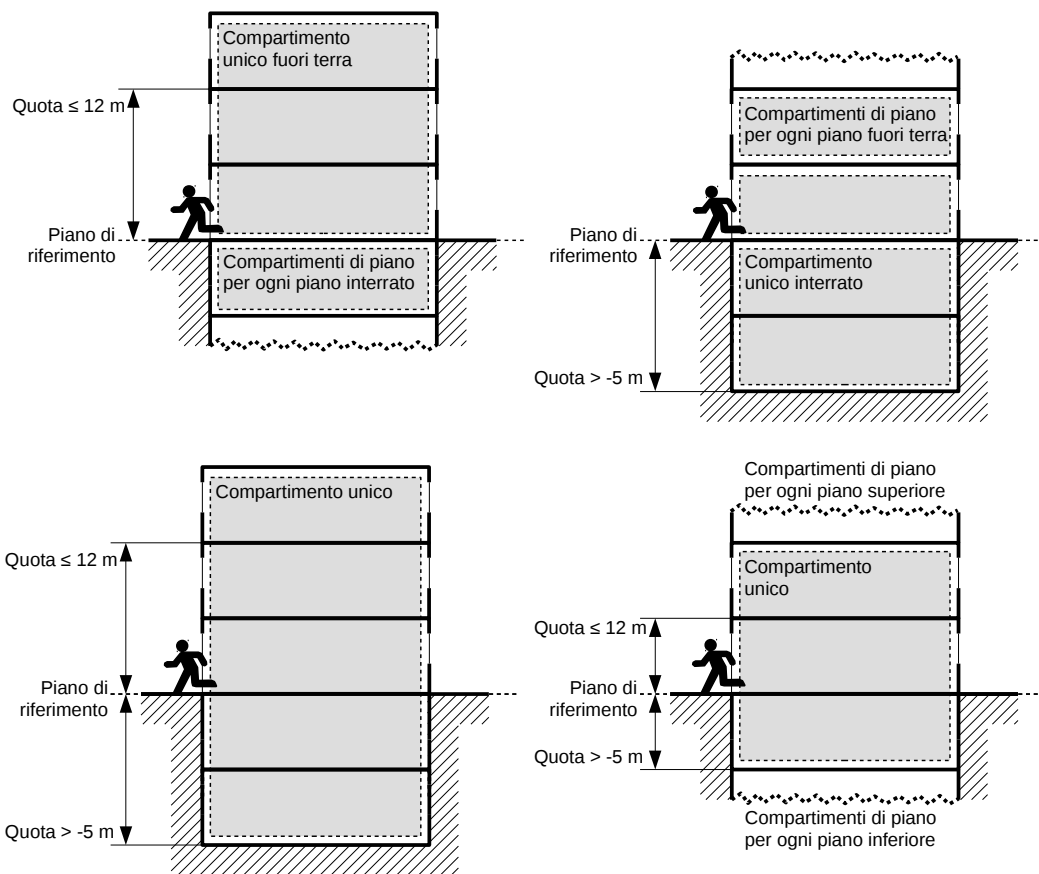 Compartimento
unico fuori terra
Quota ≤ 12 m
Piano di
riferimento
Compartimenti di piano
per ogni piano interrato
Compartimenti di piano
per ogni piano fuori terra
Piano di
riferimento
Compartimento
unico interrato
Quota > -5 m
Compartimento unico
Quota ≤ 12 m
Piano di
riferimento
Quota > -5 m
Compartimenti di piano
per ogni piano superiore
Compartimento
unico
Quota ≤ 12 m
Piano di
riferimento
Quota > -5 m
Compartimenti di piano
per ogni piano inferiore